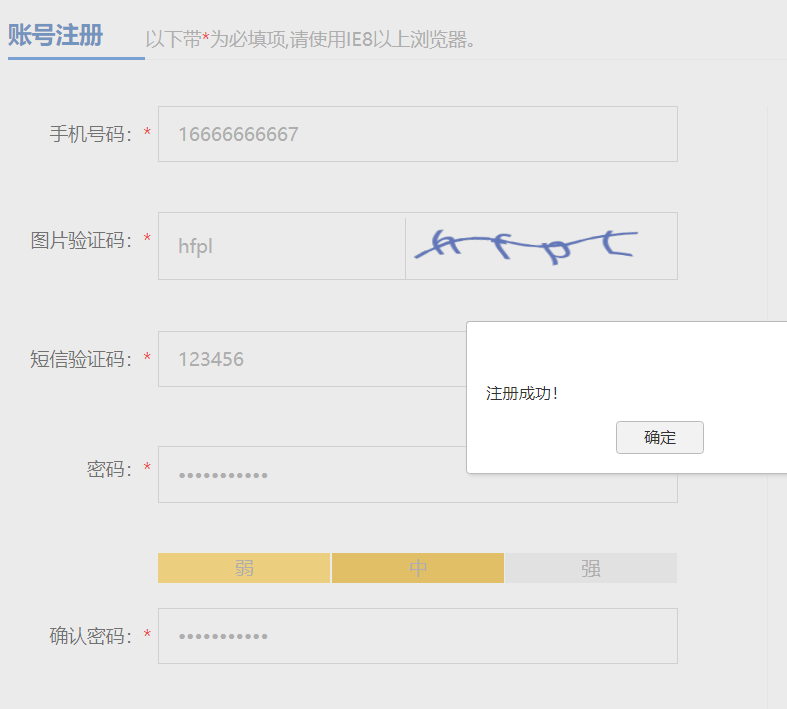 账号注册 以下带*为必填项,请使用IE8以上浏览器。
手机号码：* 16666666667
图片验证码：* hfpl hfpc
短信验证码：* 123456
注册成功！
确定
密码：* •••••••••••
弱 中 强
确认密码：* •••••••••••